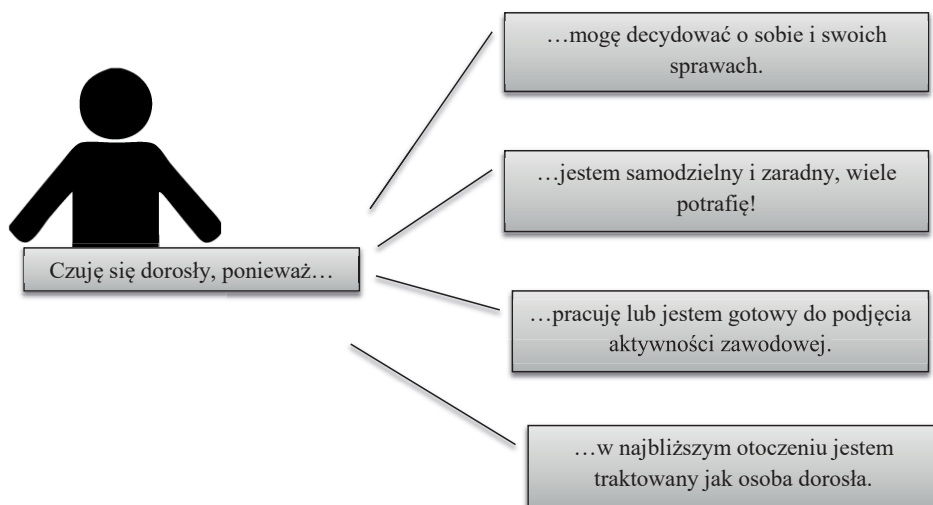 …mogę decydować o sobie i swoich
sprawach.
…jestem samodzielny i zaradny, wiele
potrafię!
Czuję się dorosły, ponieważ…
…pracuję lub jestem gotowy do podjęcia
aktywności zawodowej.
…w najbliższym otoczeniu jestem
traktowany jak osoba dorosła.